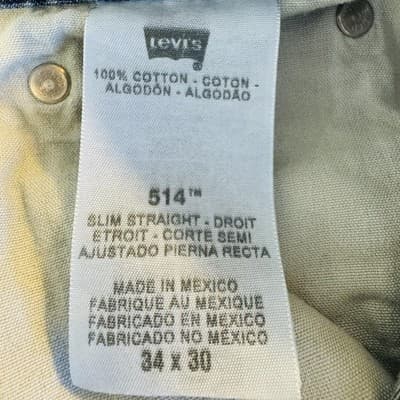 Levi's
100% COTTON - COTON -
ALGODÓN - ALGODÃO
514™
SLIM STRAIGHT - DROIT
ETROIT - CORTE SEMI
AJUSTADO PIERNA RECTA
MADE IN MEXICO
FABRIQUE AU MEXIQUE
FABRICADO EN MEXICO
FABRICADO NO MÉXICO
34 x 30